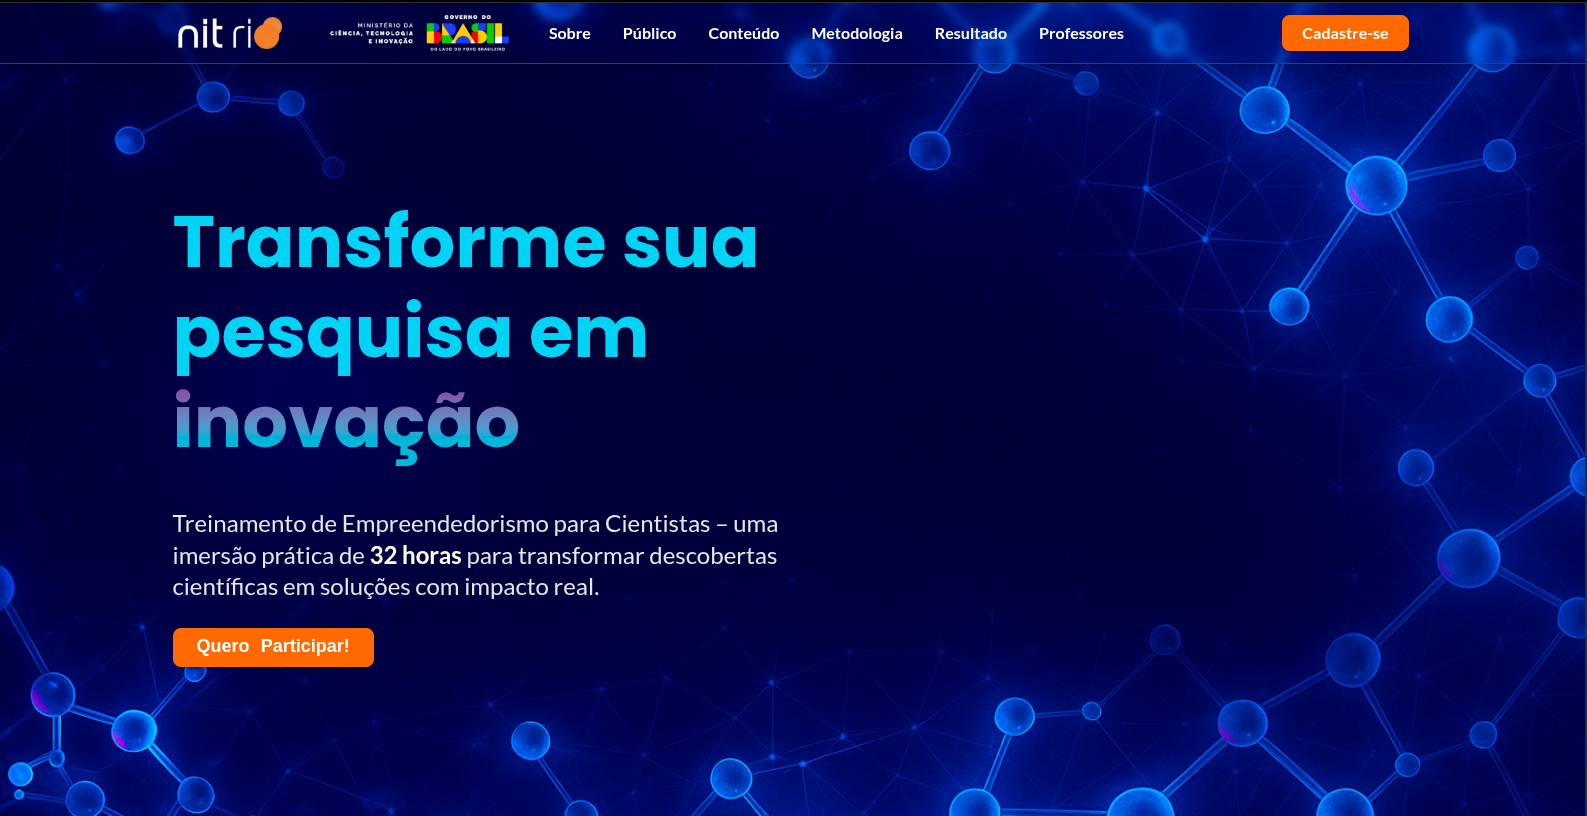 nit rio
MINISTÉRIO DA
CIÊNCIA, TECNOLOGIA
E INOVAÇÃO
GOVERNO DO
BRASIL
DO LADO DO POVO BRASILEIRO
Sobre
Público
Conteúdo
Metodologia
Resultado
Professores
Cadastre-se
Transforme sua
pesquisa em
inovação
Treinamento de Empreendedorismo para Cientistas – uma
imersão prática de 32 horas para transformar descobertas
científicas em soluções com impacto real.
Quero Participar!